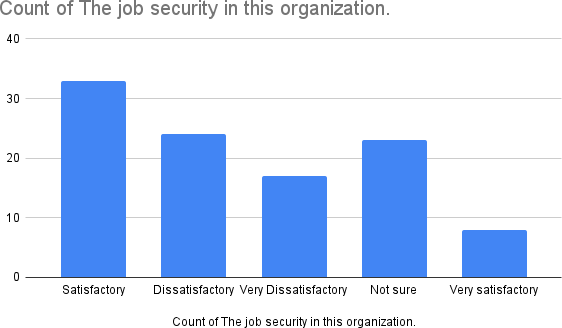 Count of The job security in this organization.
40
30
20
10
0
Satisfactory Dissatisfactory Very Dissatisfactory Not sure Very satisfactory
Count of The job security in this organization.